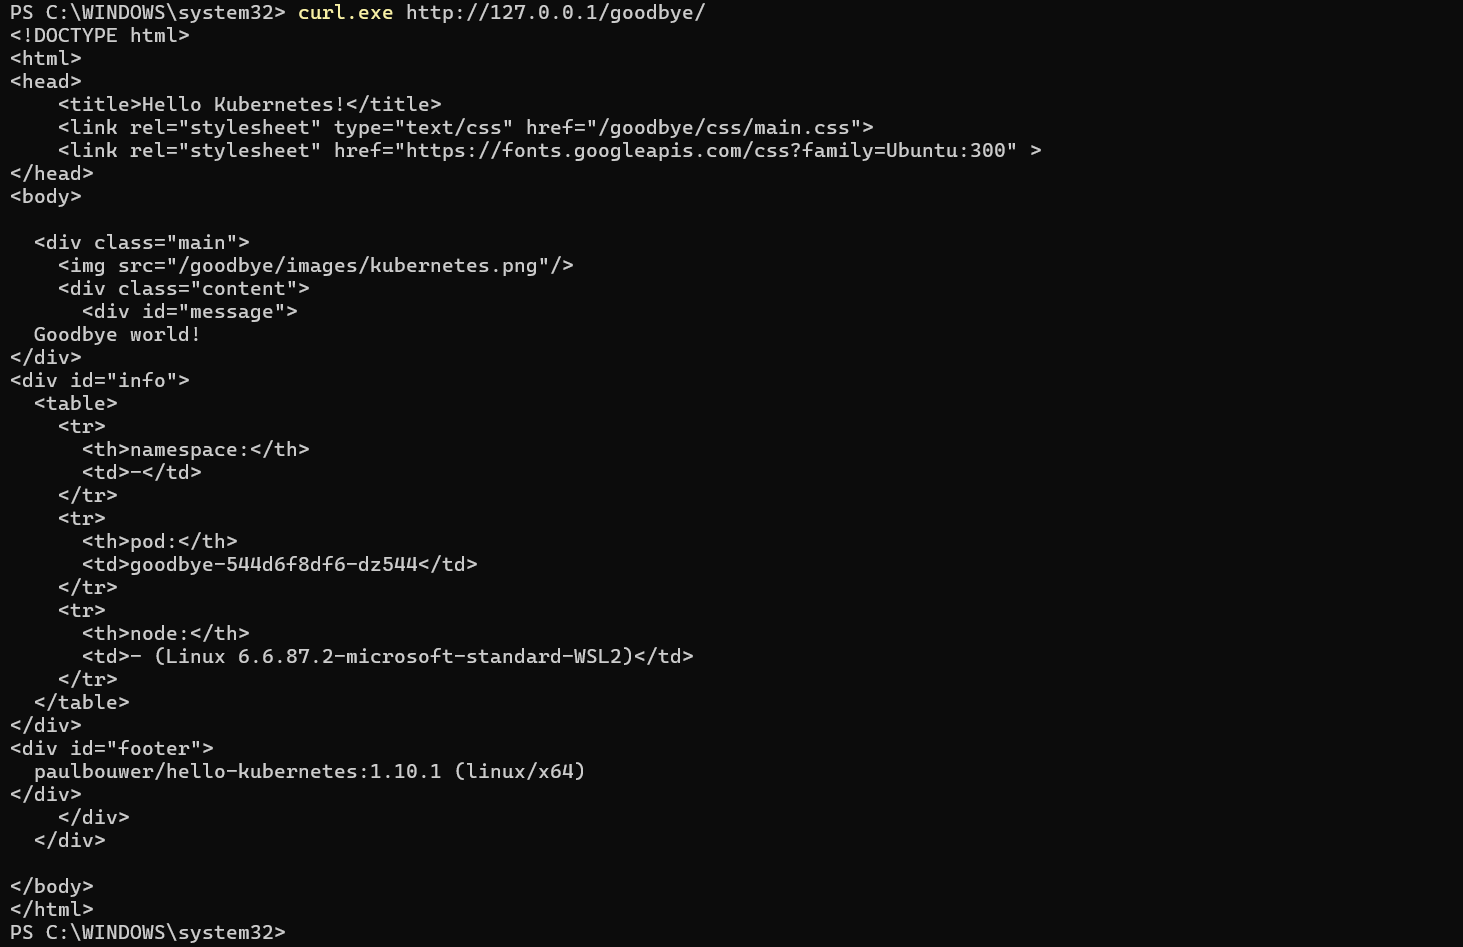 PS C:\WINDOWS\system32> curl.exe http://127.0.0.1/goodbye/
<!DOCTYPE html>
<html>
<head>
    <title>Hello Kubernetes!</title>
    <link rel="stylesheet" type="text/css" href="/goodbye/css/main.css">
    <link rel="stylesheet" href="https://fonts.googleapis.com/css?family=Ubuntu:300" >
</head>
<body>

  <div class="main">
    <img src="/goodbye/images/kubernetes.png"/>
    <div class="content">
      <div id="message">
  Goodbye world!
</div>
<div id="info">
  <table>
    <tr>
      <th>namespace:</th>
      <td>-</td>
    </tr>
    <tr>
      <th>pod:</th>
      <td>goodbye-544d6f8df6-dz544</td>
    </tr>
    <tr>
      <th>node:</th>
      <td>- (Linux 6.6.87.2-microsoft-standard-WSL2)</td>
    </tr>
  </table>
</div>
<div id="footer">
  paulbouwer/hello-kubernetes:1.10.1 (linux/x64)
</div>
    </div>
  </div>

</body>
</html>
PS C:\WINDOWS\system32>